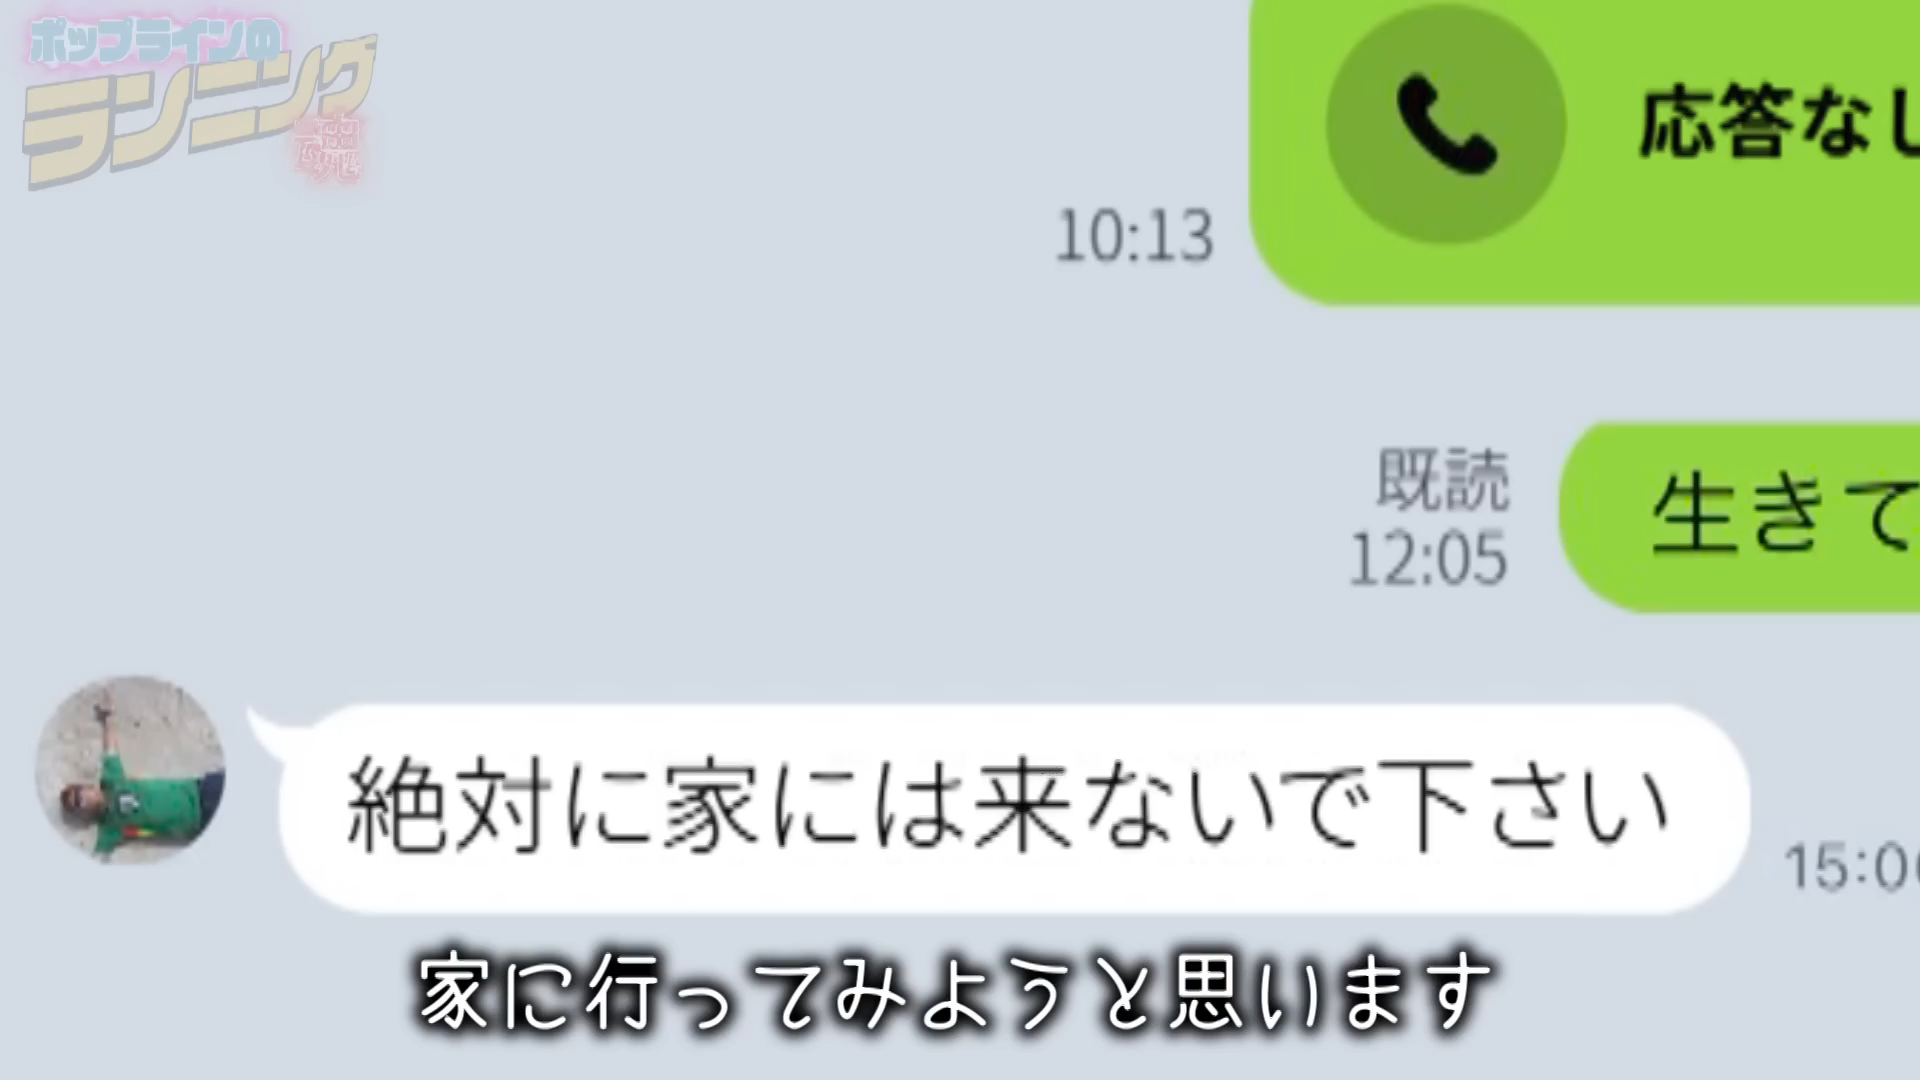 ポップラインの
ランニング
魂
応答なし
10:13
生きて
既読
12:05
絶対に家には来ないで下さい
15:0
家に行ってみようと思います